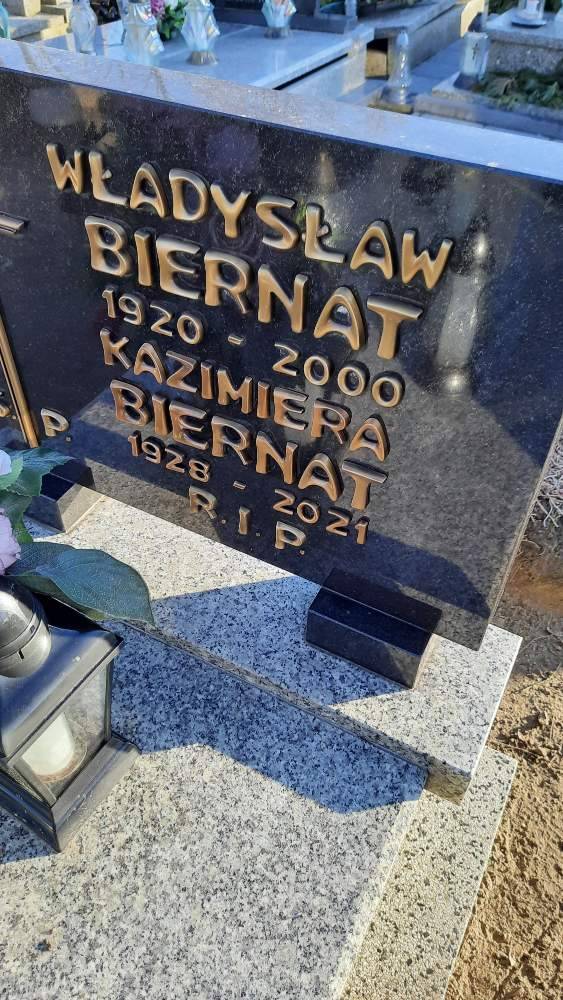 WŁADYSŁAW
BIERNAT
1920 - 2000
KAZIMIERA
BIERNAT
1928 - 2021
R.I.P.
P.